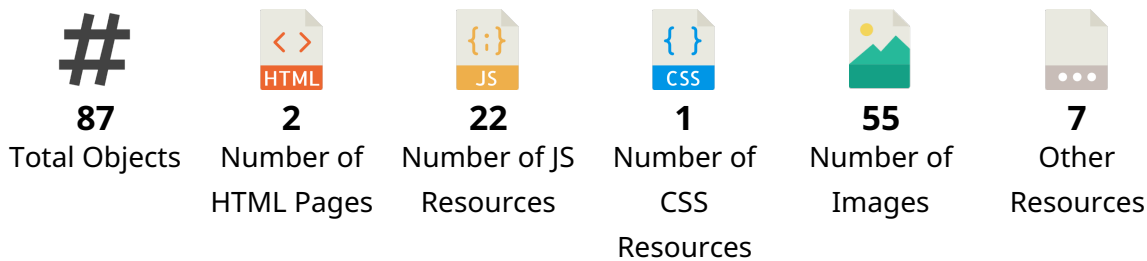 HTML
JS
CSS
87
2
22
1
55
7
Total Objects
Number of
HTML Pages
Number of JS
Resources
Number of
CSS
Resources
Number of
Images
Other
Resources